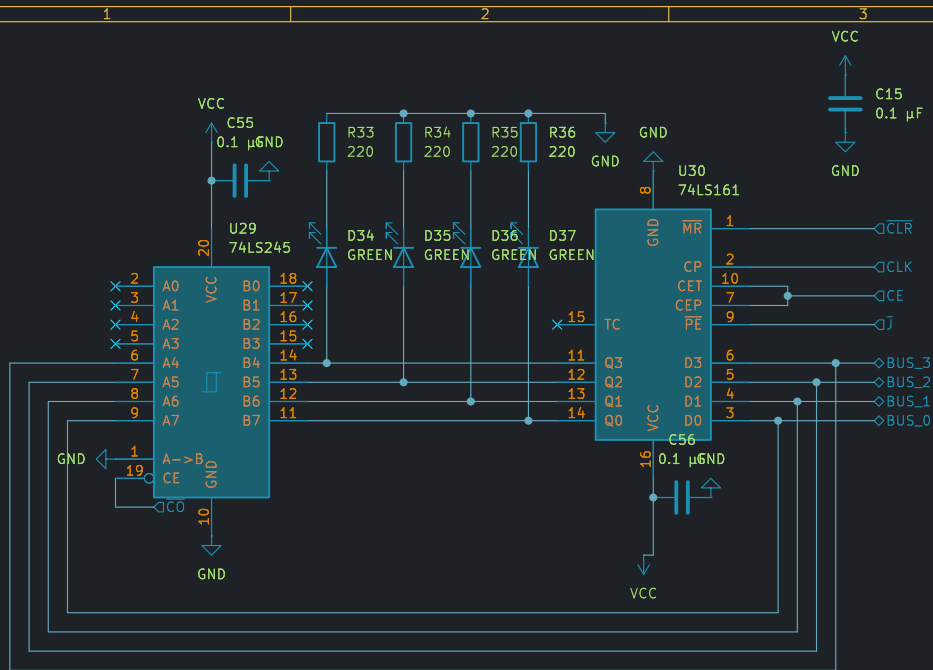 1 2 3
VCC
C15
0.1 µF
GND
VCC
C55
0.1 µF
GND
R33
220
R34
220
R35
220
R36
220
GND
GND
U30
74LS161
U29
74LS245
D34
GREEN
D35
GREEN
D36
GREEN
D37
GREEN
20
VCC
2 A0 B0 18
3 A1 B1 17
4 A2 B2 16
5 A3 B3 15
6 A4 B4 14
7 A5 B5 13
8 A6 B6 12
9 A7 B7 11
GND 1 A->B
19 CE
GND
C̅O̅
10
GND
8
GND
M̅R̅ 1 C̅L̅R̅
CP 2 CLK
CET 10
CEP 7 CE
15 TC P̅E̅ 9 J̅
11 Q3 D3 6 BUS_3
12 Q2 D2 5 BUS_2
13 Q1 D1 4 BUS_1
14 Q0 D0 3 BUS_0
VCC
16
C56
0.1 µF
GND
VCC